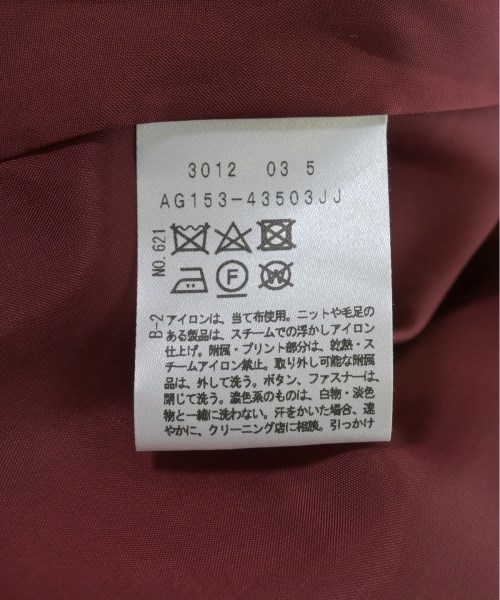 3012 03 5
AG153-43503JJ
NO.621
F
W
B-2
アイロンは、当て布使用。ニットや毛足の
ある製品は、スチームでの浮かしアイロン
仕上げ。附属・プリント部分は、乾熱・ス
チームアイロン禁止。取り外し可能な附属
品は、外して洗う。ボタン、ファスナーは、
閉じて洗う。濃色系のものは、白物・淡色
物と一緒に洗わない。汗をかいた場合、速
やかに、クリーニング店に相談。引っかけ